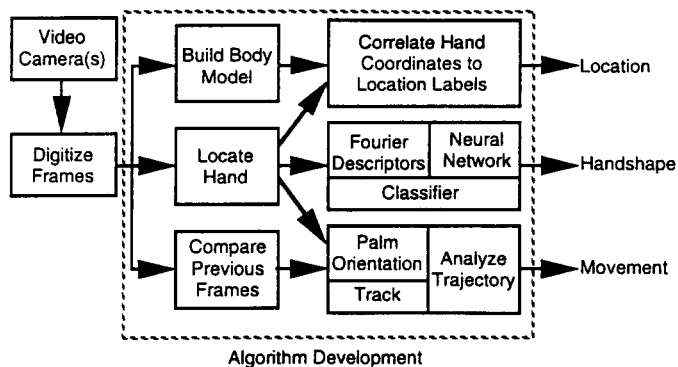 Video
Camera(s)
Digitize
Frames
Build Body
Model
Locate
Hand
Compare
Previous
Frames
Correlate Hand
Coordinates to
Location Labels
Fourier
Descriptors
Neural
Network
Classifier
Palm
Orientation
Track
Analyze
Trajectory
Location
Handshape
Movement
Algorithm Development